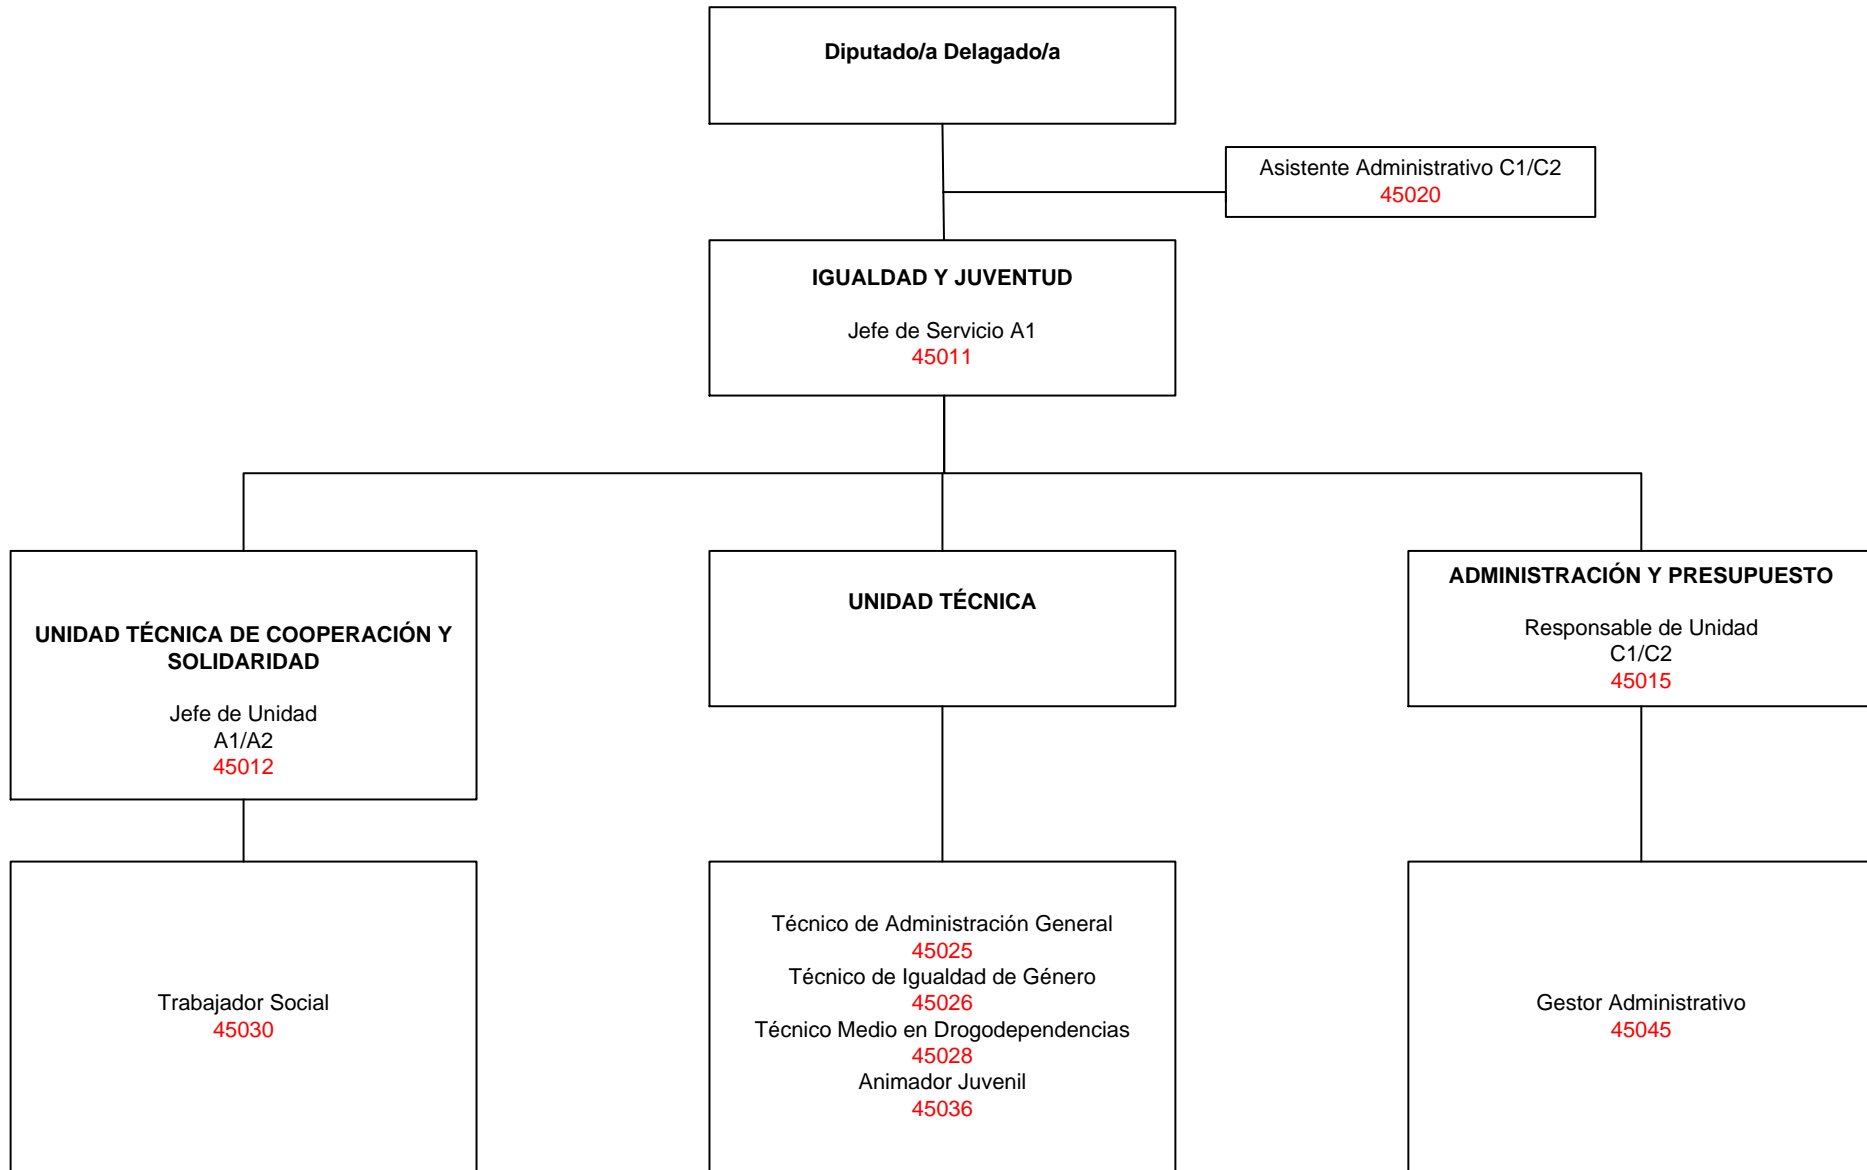 Diputado/a Delagado/a
Asistente Administrativo C1/C2
45020
IGUALDAD Y JUVENTUD
Jefe de Servicio A1
45011
UNIDAD TÉCNICA DE COOPERACIÓN Y
SOLIDARIDAD
Jefe de Unidad
A1/A2
45012
UNIDAD TÉCNICA
ADMINISTRACIÓN Y PRESUPUESTO
Responsable de Unidad
C1/C2
45015
Trabajador Social
45030
Técnico de Administración General
45025
Técnico de Igualdad de Género
45026
Técnico Medio en Drogodependencias
45028
Animador Juvenil
45036
Gestor Administrativo
45045